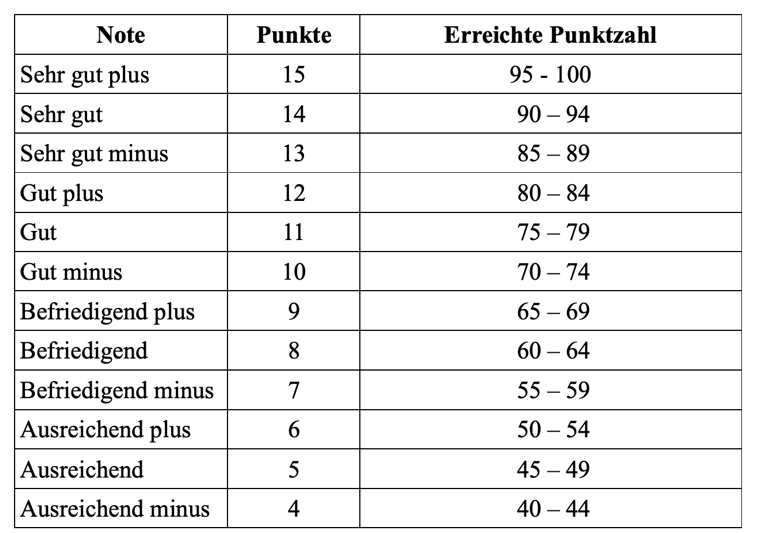 Note Punkte Erreichte Punktzahl
Sehr gut plus 15 95 - 100
Sehr gut 14 90 – 94
Sehr gut minus 13 85 – 89
Gut plus 12 80 – 84
Gut 11 75 – 79
Gut minus 10 70 – 74
Befriedigend plus 9 65 – 69
Befriedigend 8 60 – 64
Befriedigend minus 7 55 – 59
Ausreichend plus 6 50 – 54
Ausreichend 5 45 – 49
Ausreichend minus 4 40 – 44